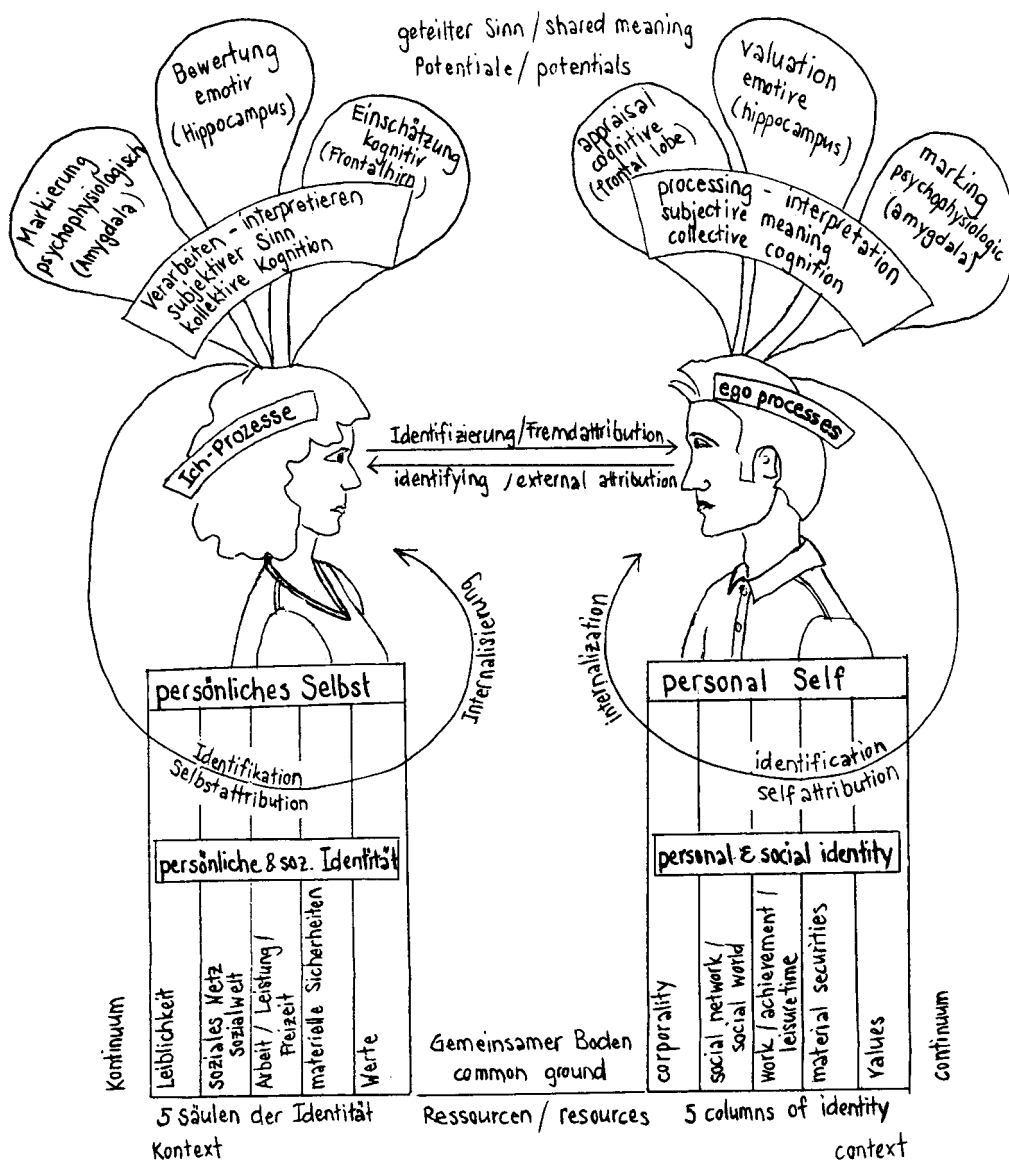 geteilter Sinn / shared meaning
Potentiale / potentials
Markierung
psychophysiologisch
(Amygdala)
Bewertung
emotiv
(Hippocampus)
Einschätzung
kognitiv
(Frontalhirn)
Verarbeiten - interpretieren
subjektiver Sinn
kollektive Kognition
appraisal
cognitive
(frontal lobe)
valuation
emotive
(hippocampus)
marking
psychophysiologic
(amygdala)
processing - interpretation
subjective meaning
collective cognition
Ich-Prozesse
ego processes
Identifizierung/Fremdattribution
identifying / external attribution
Internalisierung
internalization
persönliches Selbst
Identifikation
Selbstattribution
persönliche & soz. Identität
Kontinuum
Leiblichkeit
soziales Netz
Sozialwelt
Arbeit / Leistung /
Freizeit
materielle Sicherheiten
Werte
5 Säulen der Identität
Kontext
Gemeinsamer Boden
common ground
Ressourcen / resources
personal Self
identification
self attribution
personal & social identity
corporality
social network /
social world
work / achievement /
leisure time
material securities
values
continuum
5 columns of identity
context